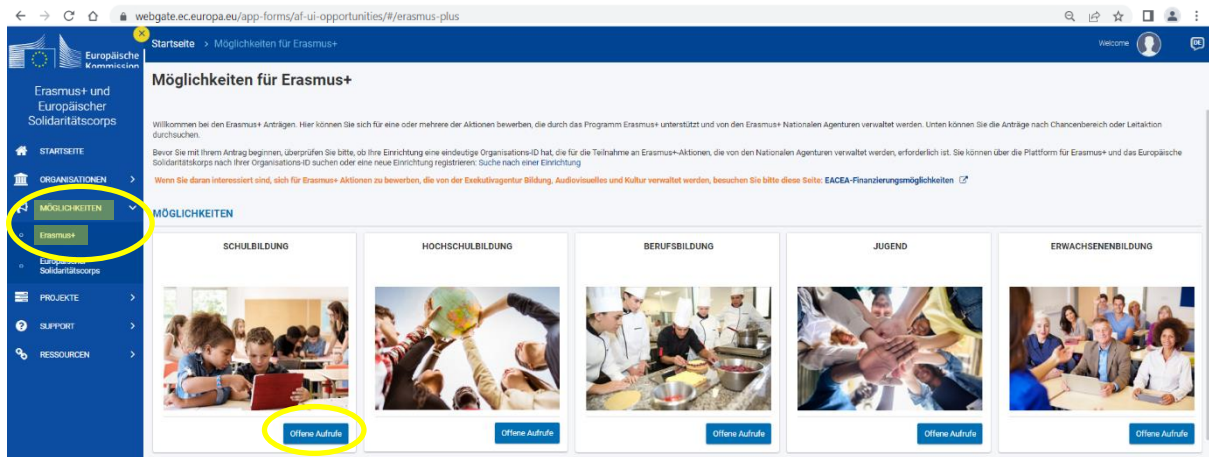 webgate.ec.europa.eu/app-forms/af-ui-opportunities/#/erasmus-plus
Europäische
Kommission
Startseite > Möglichkeiten für Erasmus+
Welcome
DE
Erasmus+ und
Europäischer
Solidaritätscorps
STARTSEITE
ORGANISATIONEN
MÖGLICHKEITEN
Erasmus+
Europäisches
Solidaritätscorps
PROJEKTE
SUPPORT
RESSOURCEN
Möglichkeiten für Erasmus+
Willkommen bei den Erasmus+ Anträgen. Hier können Sie sich für eine oder mehrere der Aktionen bewerben, die durch das Programm Erasmus+ unterstützt und von den Erasmus+ Nationalen Agenturen verwaltet werden. Unten können Sie die Anträge nach Chancenbereich oder Leitaktion
durchsuchen.
Bevor Sie mit Ihrem Antrag beginnen, überprüfen Sie bitte, ob Ihre Einrichtung eine eindeutige Organisations-ID hat, die für die Teilnahme an Erasmus+-Aktionen, die von den Nationalen Agenturen verwaltet werden, erforderlich ist. Sie können über die Plattform für Erasmus+ und das Europäische
Solidaritätskorps nach Ihrer Organisations-ID suchen oder eine neue Einrichtung registrieren: Suche nach einer Einrichtung
Wenn Sie daran interessiert sind, sich für Erasmus+ Aktionen zu bewerben, die von der Exekutivagentur Bildung, Audiovisuelles und Kultur verwaltet werden, besuchen Sie bitte diese Seite: EACEA-Finanzierungsmöglichkeiten
MÖGLICHKEITEN
SCHULBILDUNG
HOCHSCHULBILDUNG
BERUFSBILDUNG
JUGEND
ERWACHSENENBILDUNG
Offene Aufrufe
Offene Aufrufe
Offene Aufrufe
Offene Aufrufe
Offene Aufrufe